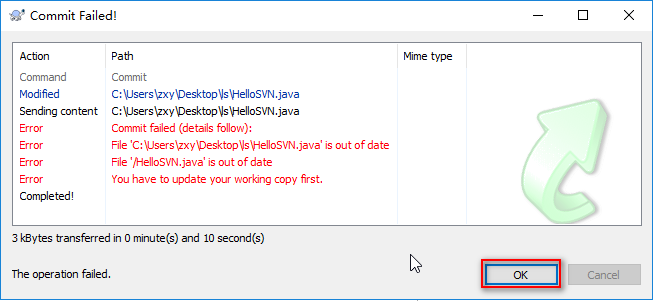 Commit Failed!
Action Path Mime type
Command Commit
Modified C:\Users\zxy\Desktop\ls\HelloSVN.java
Sending content C:\Users\zxy\Desktop\ls\HelloSVN.java
Error Commit failed (details follow):
Error File 'C:\Users\zxy\Desktop\ls\HelloSVN.java' is out of date
Error File '/HelloSVN.java' is out of date
Error You have to update your working copy first.
Completed!
3 kBytes transferred in 0 minute(s) and 10 second(s)
The operation failed.
OK Cancel